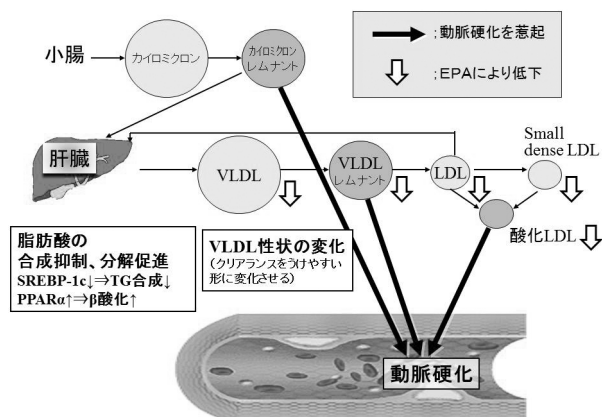 小腸
カイロミクロン
カイロミクロン
レムナント
;動脈硬化を惹起
;EPAにより低下
肝臓
VLDL
VLDL
レムナント
LDL
Small
dense LDL
酸化LDL
脂肪酸の
合成抑制、分解促進
SREBP-1c↓⇒TG合成↓
PPARα↑⇒β酸化↑
VLDL性状の変化
(クリアランスをうけやすい
形に変化させる)
動脈硬化